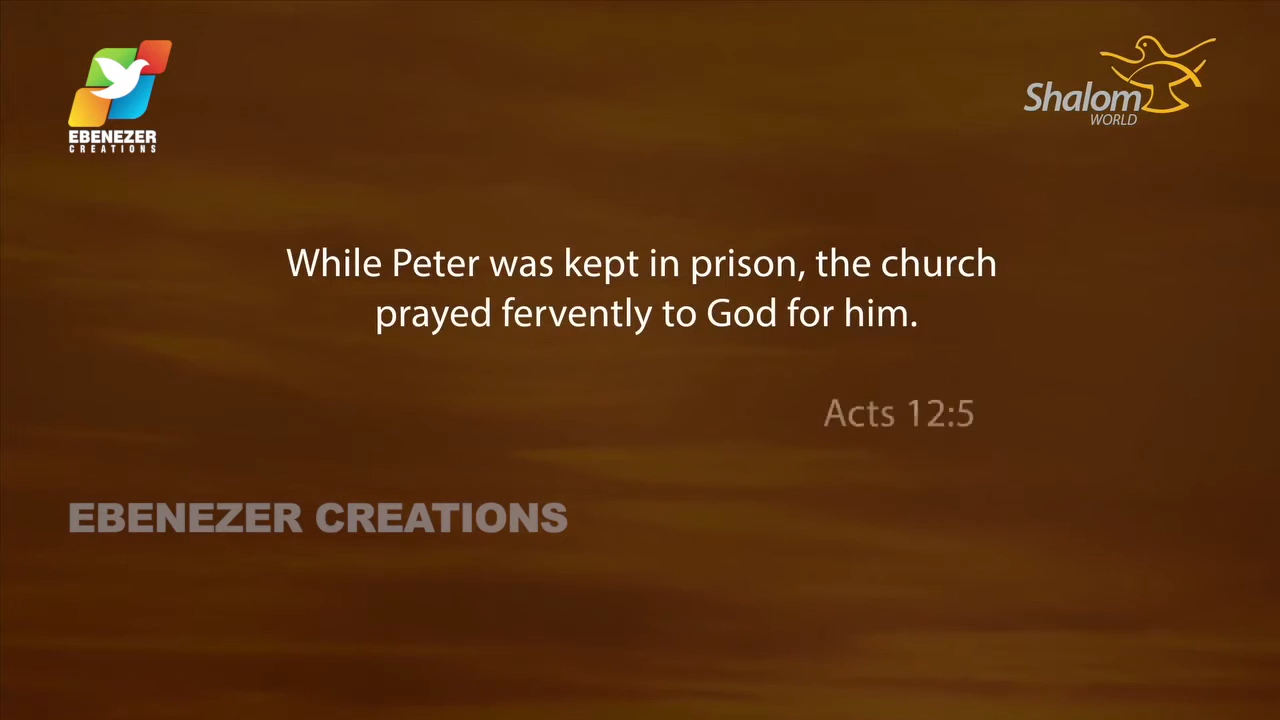 EBENEZER
CREATIONS
Shalom
WORLD
While Peter was kept in prison, the church
prayed fervently to God for him.
Acts 12:5
EBENEZER CREATIONS